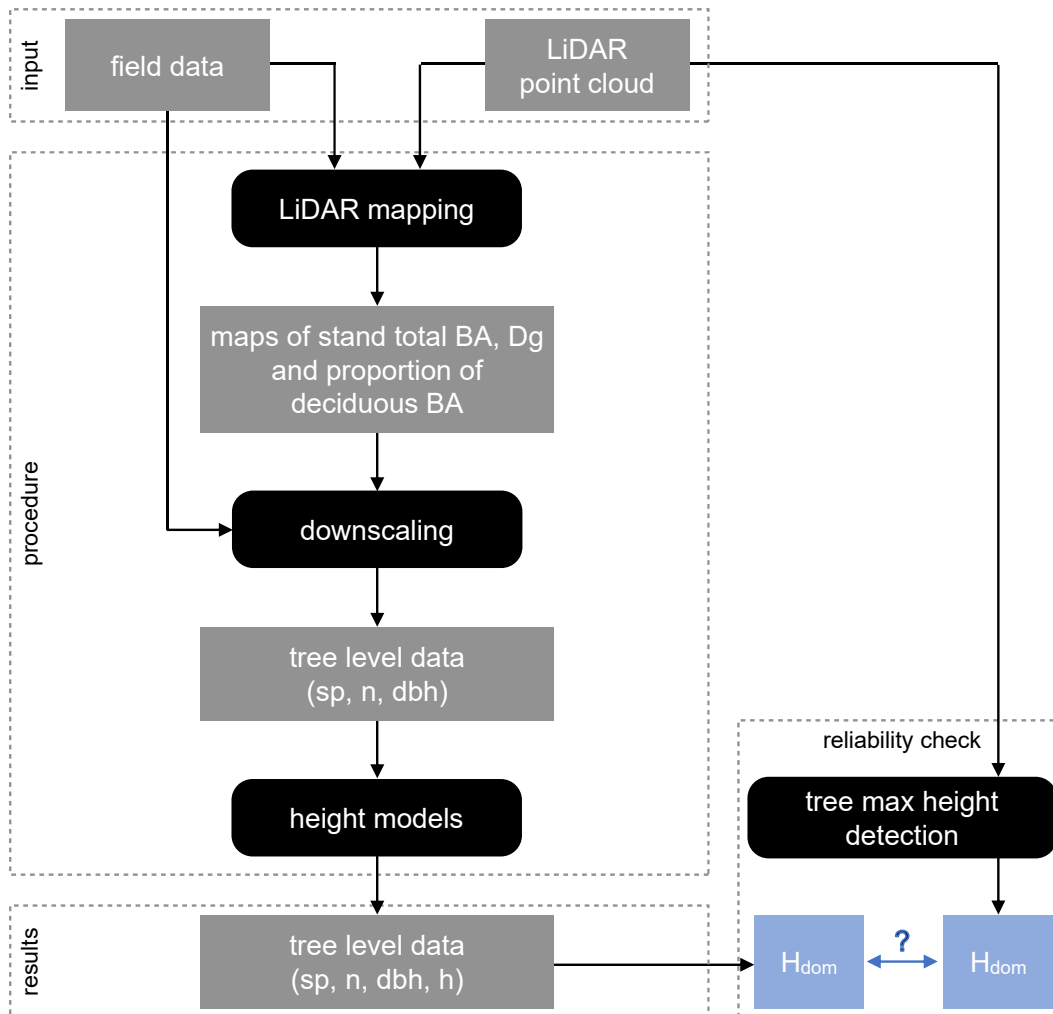 input
field data
LiDAR
point cloud
procedure
LiDAR mapping
maps of stand total BA, Dg
and proportion of
deciduous BA
downscaling
tree level data
(sp, n, dbh)
height models
reliability check
tree max height
detection
results
tree level data
(sp, n, dbh, h)
Hdom
?
Hdom